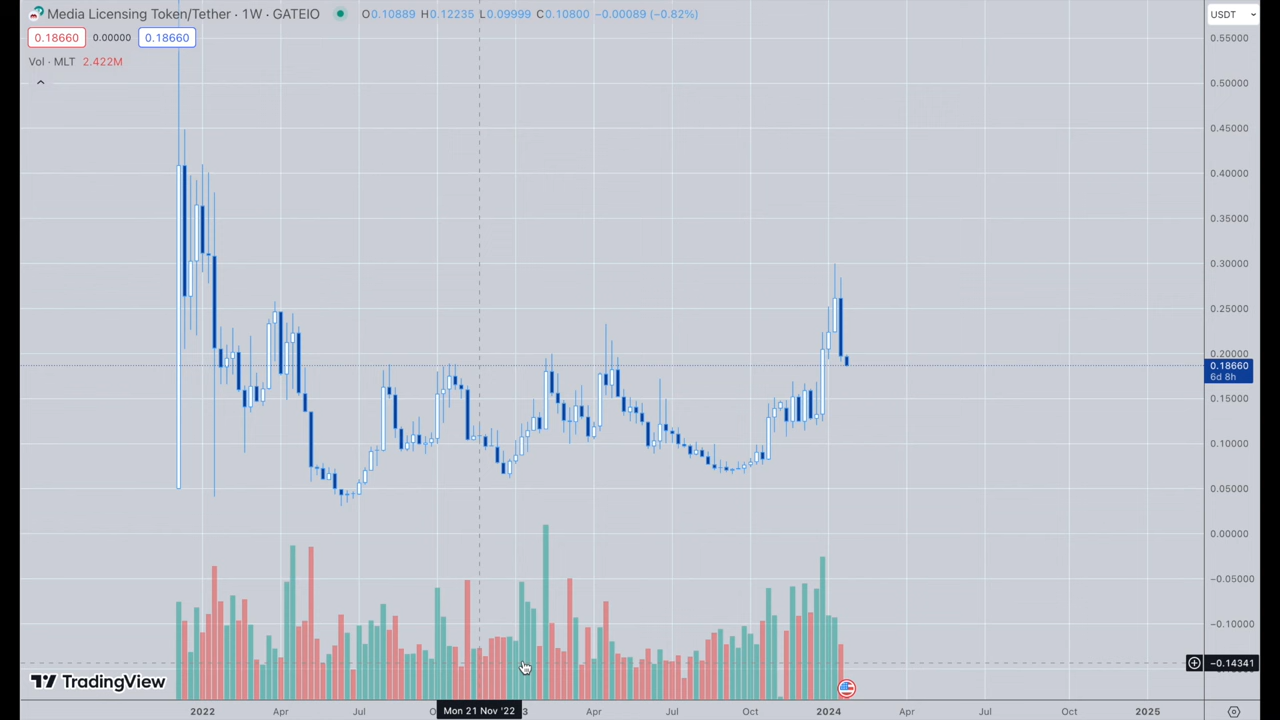 Media Licensing Token/Tether · 1W · GATEIO O0.10889 H0.12235 L0.09999 C0.10800 −0.00089 (−0.82%)
USDT
0.18660 0.00000 0.18660
Vol · MLT 2.422M
0.55000
0.50000
0.45000
0.40000
0.35000
0.30000
0.25000
0.20000
0.18660
6d 8h
0.15000
0.10000
0.05000
0.00000
−0.05000
−0.10000
−0.14341
TradingView
2022 Apr Jul Mon 21 Nov '22 Apr Jul Oct 2024 Apr Jul Oct 2025